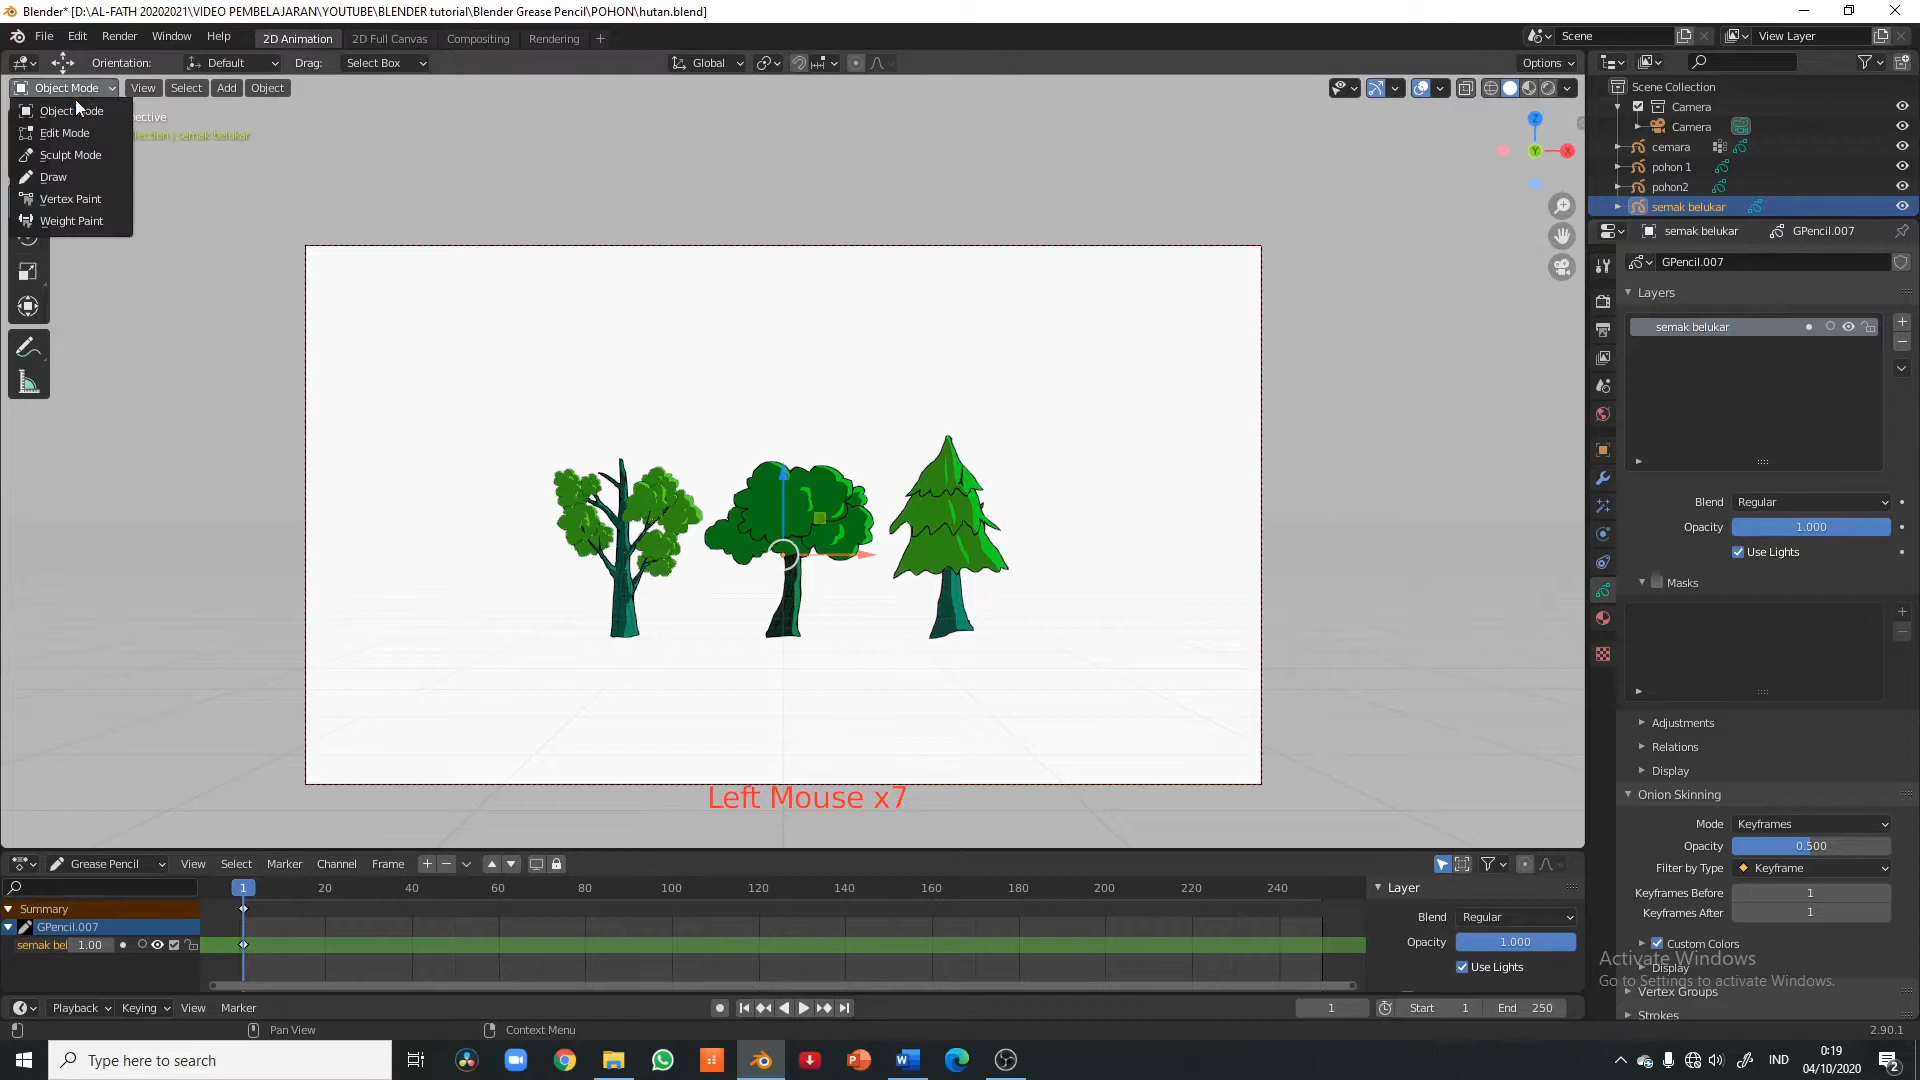 Blender* [D:\AL-FATH 20202021\VIDEO PEMBELAJARAN\YOUTUBE\BLENDER tutorial\Blender Grease Pencil\POHON\hutan.blend]
File Edit Render Window Help 2D Animation 2D Full Canvas Compositing Rendering + Scene View Layer
Orientation: Default Drag: Select Box Global Options
Object Mode View Select Add Object
Scene Collection
Object Mode
Camera
Edit Mode
Camera
Sculpt Mode
cemara
Draw
pohon 1
Vertex Paint
pohon2
Weight Paint
semak belukar
Z
Y
X
semak belukar GPencil.007
GPencil.007
Layers
semak belukar
Blend Regular
Opacity 1.000
Use Lights
Masks
Adjustments
Relations
Display
Onion Skinning
Mode Keyframes
Opacity 0.500
Filter by Type Keyframe
Keyframes Before 1
Keyframes After 1
Custom Colors
Display
Vertex Groups
Strokes
Left Mouse x7
Grease Pencil View Select Marker Channel Frame
1 20 40 60 80 100 120 140 160 180 200 220 240
Layer
Summary
GPencil.007
semak bel 1.00
Blend Regular
Opacity 1.000
Use Lights
Activate Windows
Go to Settings to activate Windows.
Playback Keying View Marker 1 Start 1 End 250
Pan View Context Menu 2.90.1
Type here to search
IND
0:19
04/10/2020
2